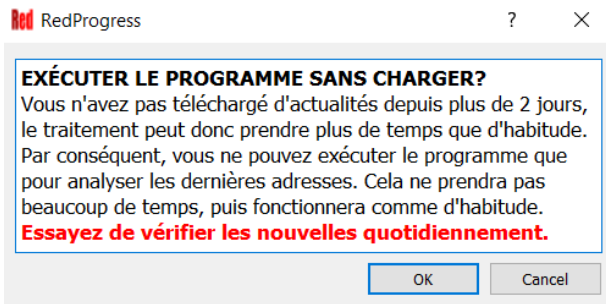 Red RedProgress ? ×
EXÉCUTER LE PROGRAMME SANS CHARGER?
Vous n'avez pas téléchargé d'actualités depuis plus de 2 jours,
le traitement peut donc prendre plus de temps que d'habitude.
Par conséquent, vous ne pouvez exécuter le programme que
pour analyser les dernières adresses. Cela ne prendra pas
beaucoup de temps, puis fonctionnera comme d'habitude.
Essayez de vérifier les nouvelles quotidiennement.
OK Cancel